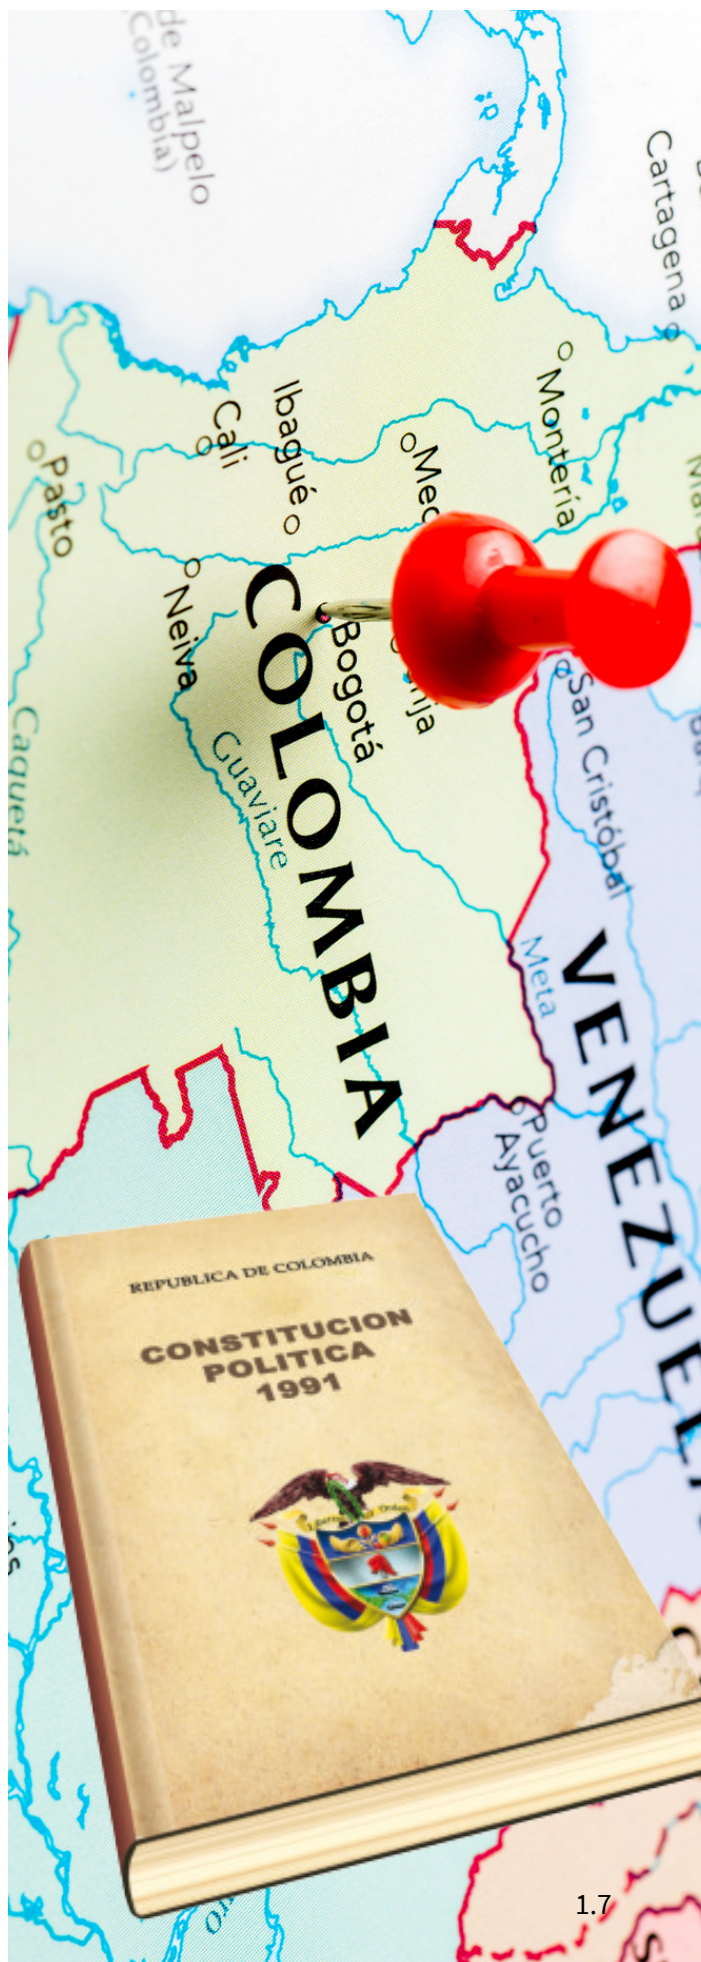 de Malpelo
(Colombia)
Cartagena
Montería
Ibagué
Cali
Pasto
Neiva
COLOMBIA
Bogotá
San Cristóbal
Guaviare
Caquetá
Meta
VENEZUEL
Puerto
Ayacucho
REPUBLICA DE COLOMBIA
CONSTITUCION
POLITICA
1991
1.7